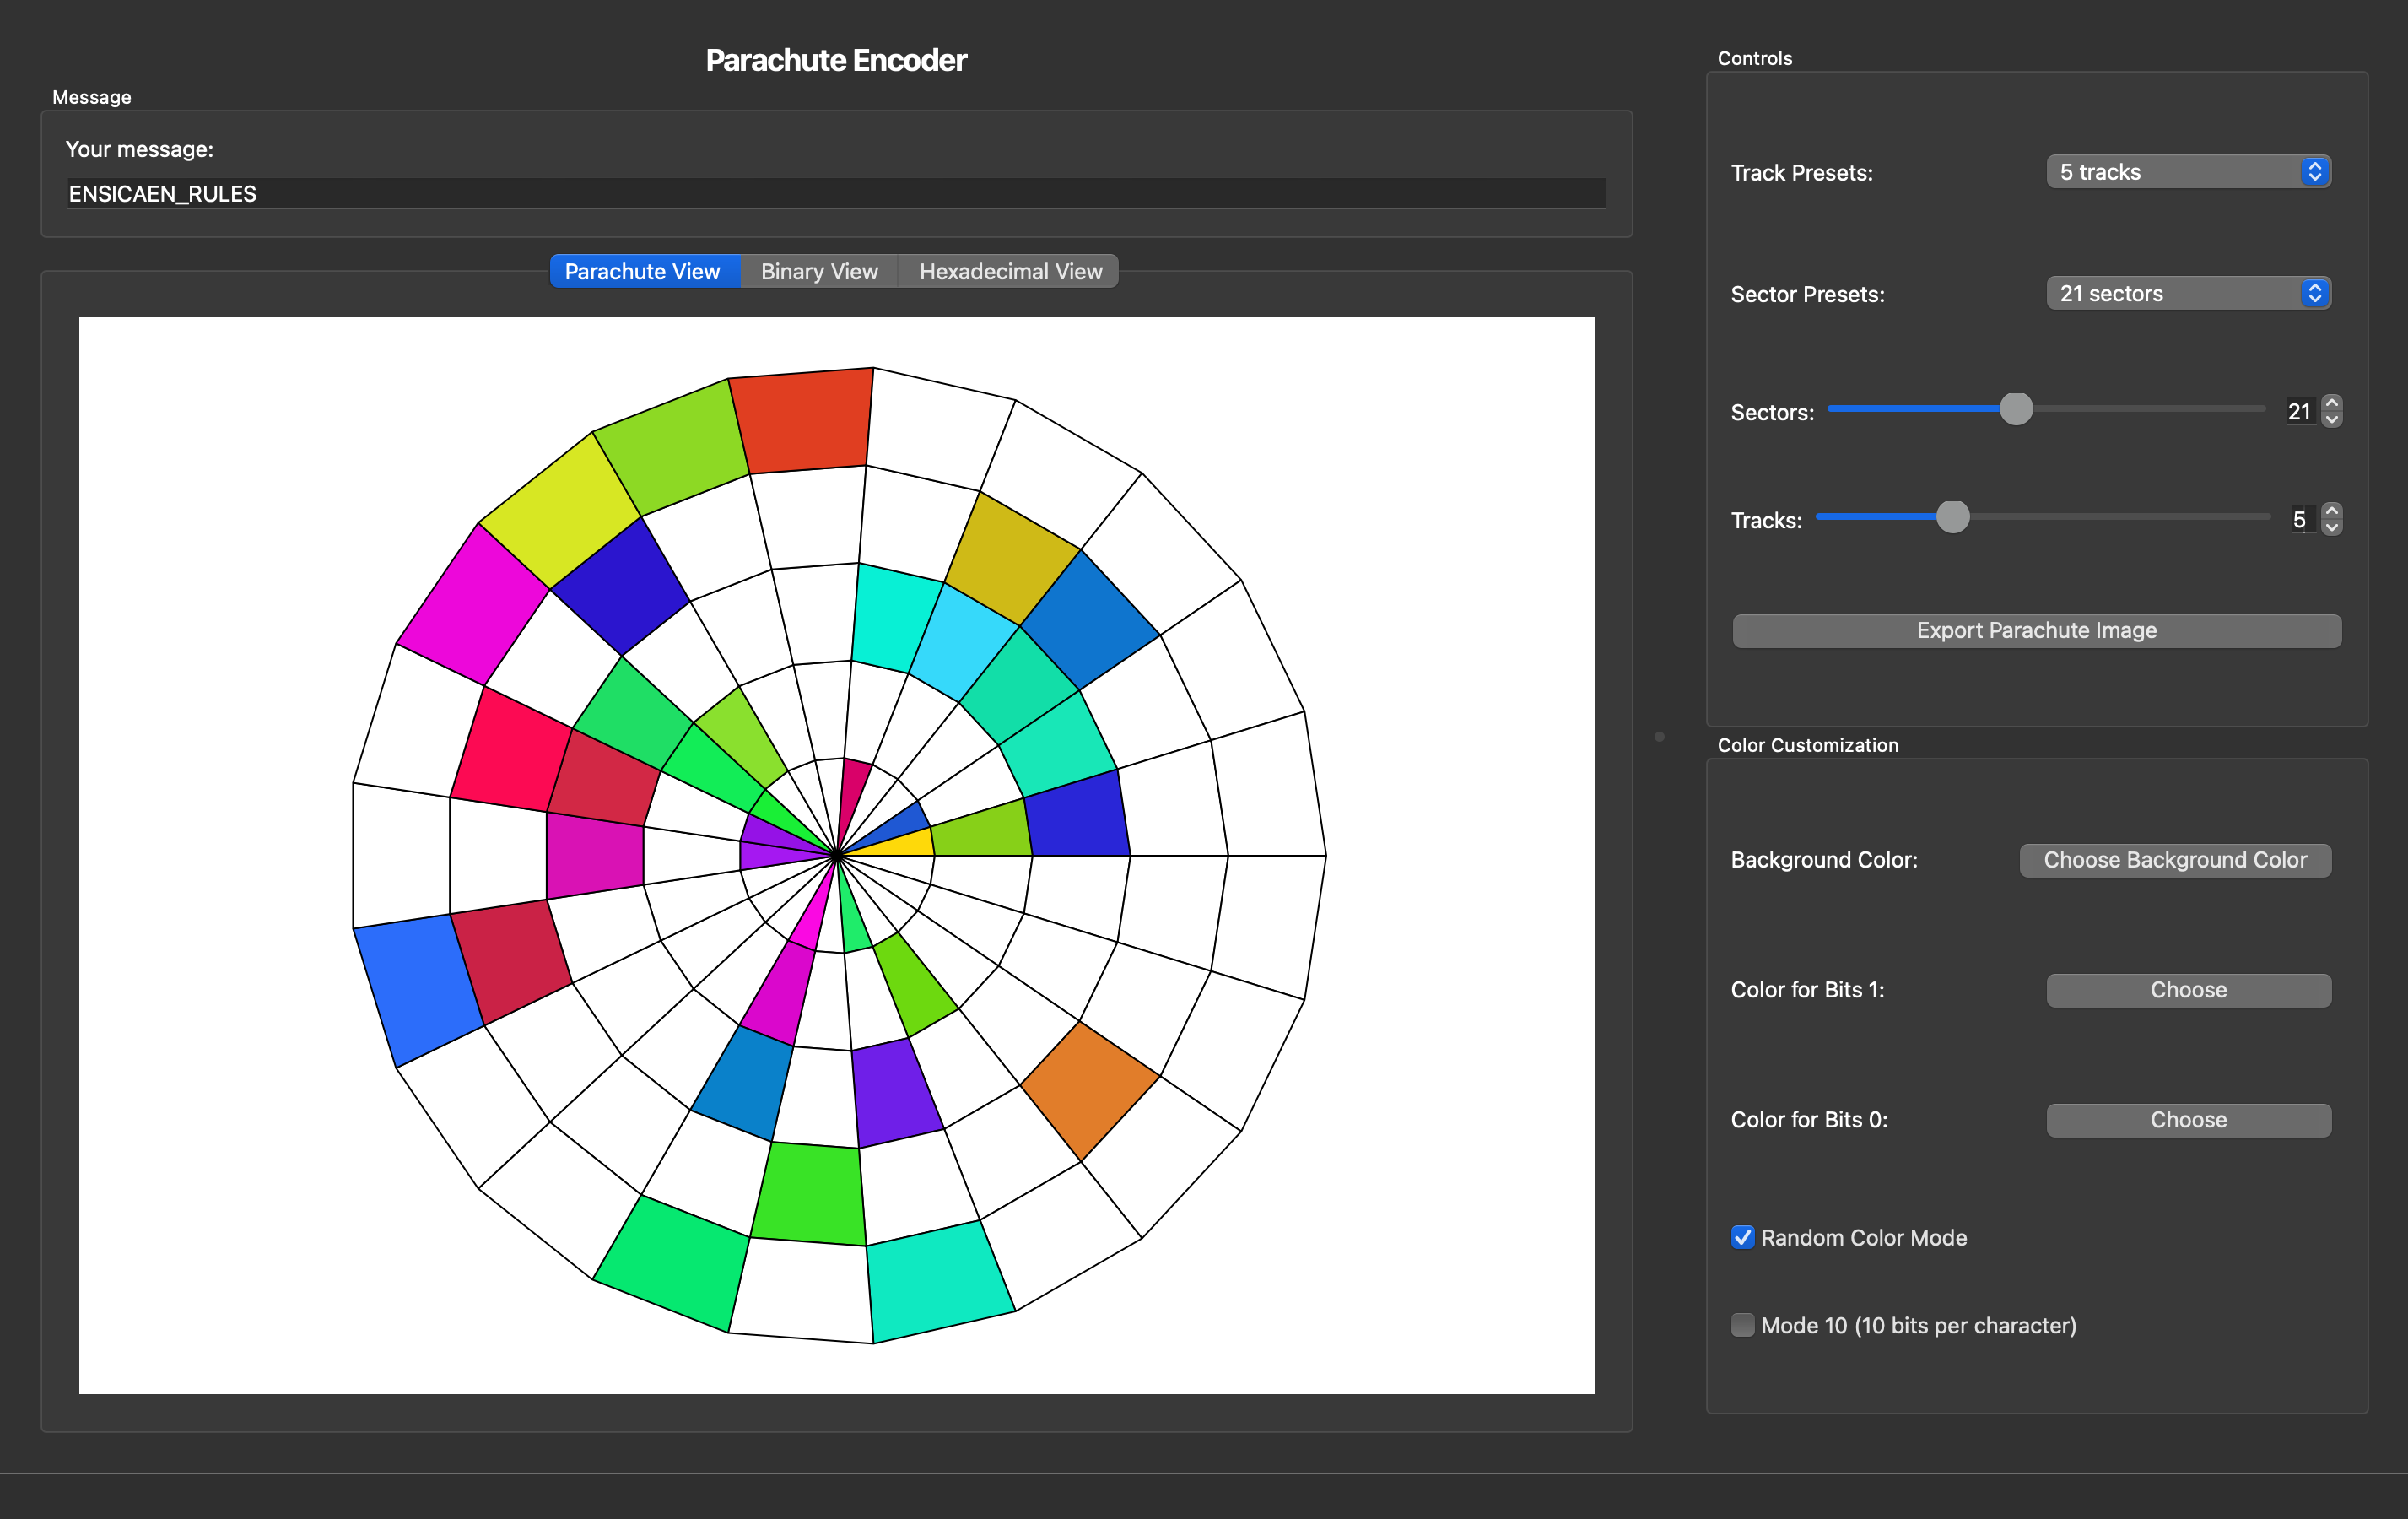 Parachute Encoder
Message
Your message:
ENSICAEN_RULES
Parachute View
Binary View
Hexadecimal View
Controls
Track Presets:
5 tracks
Sector Presets:
21 sectors
Sectors:
21
Tracks:
5
Export Parachute Image
Color Customization
Background Color:
Choose Background Color
Color for Bits 1:
Choose
Color for Bits 0:
Choose
Random Color Mode
Mode 10 (10 bits per character)